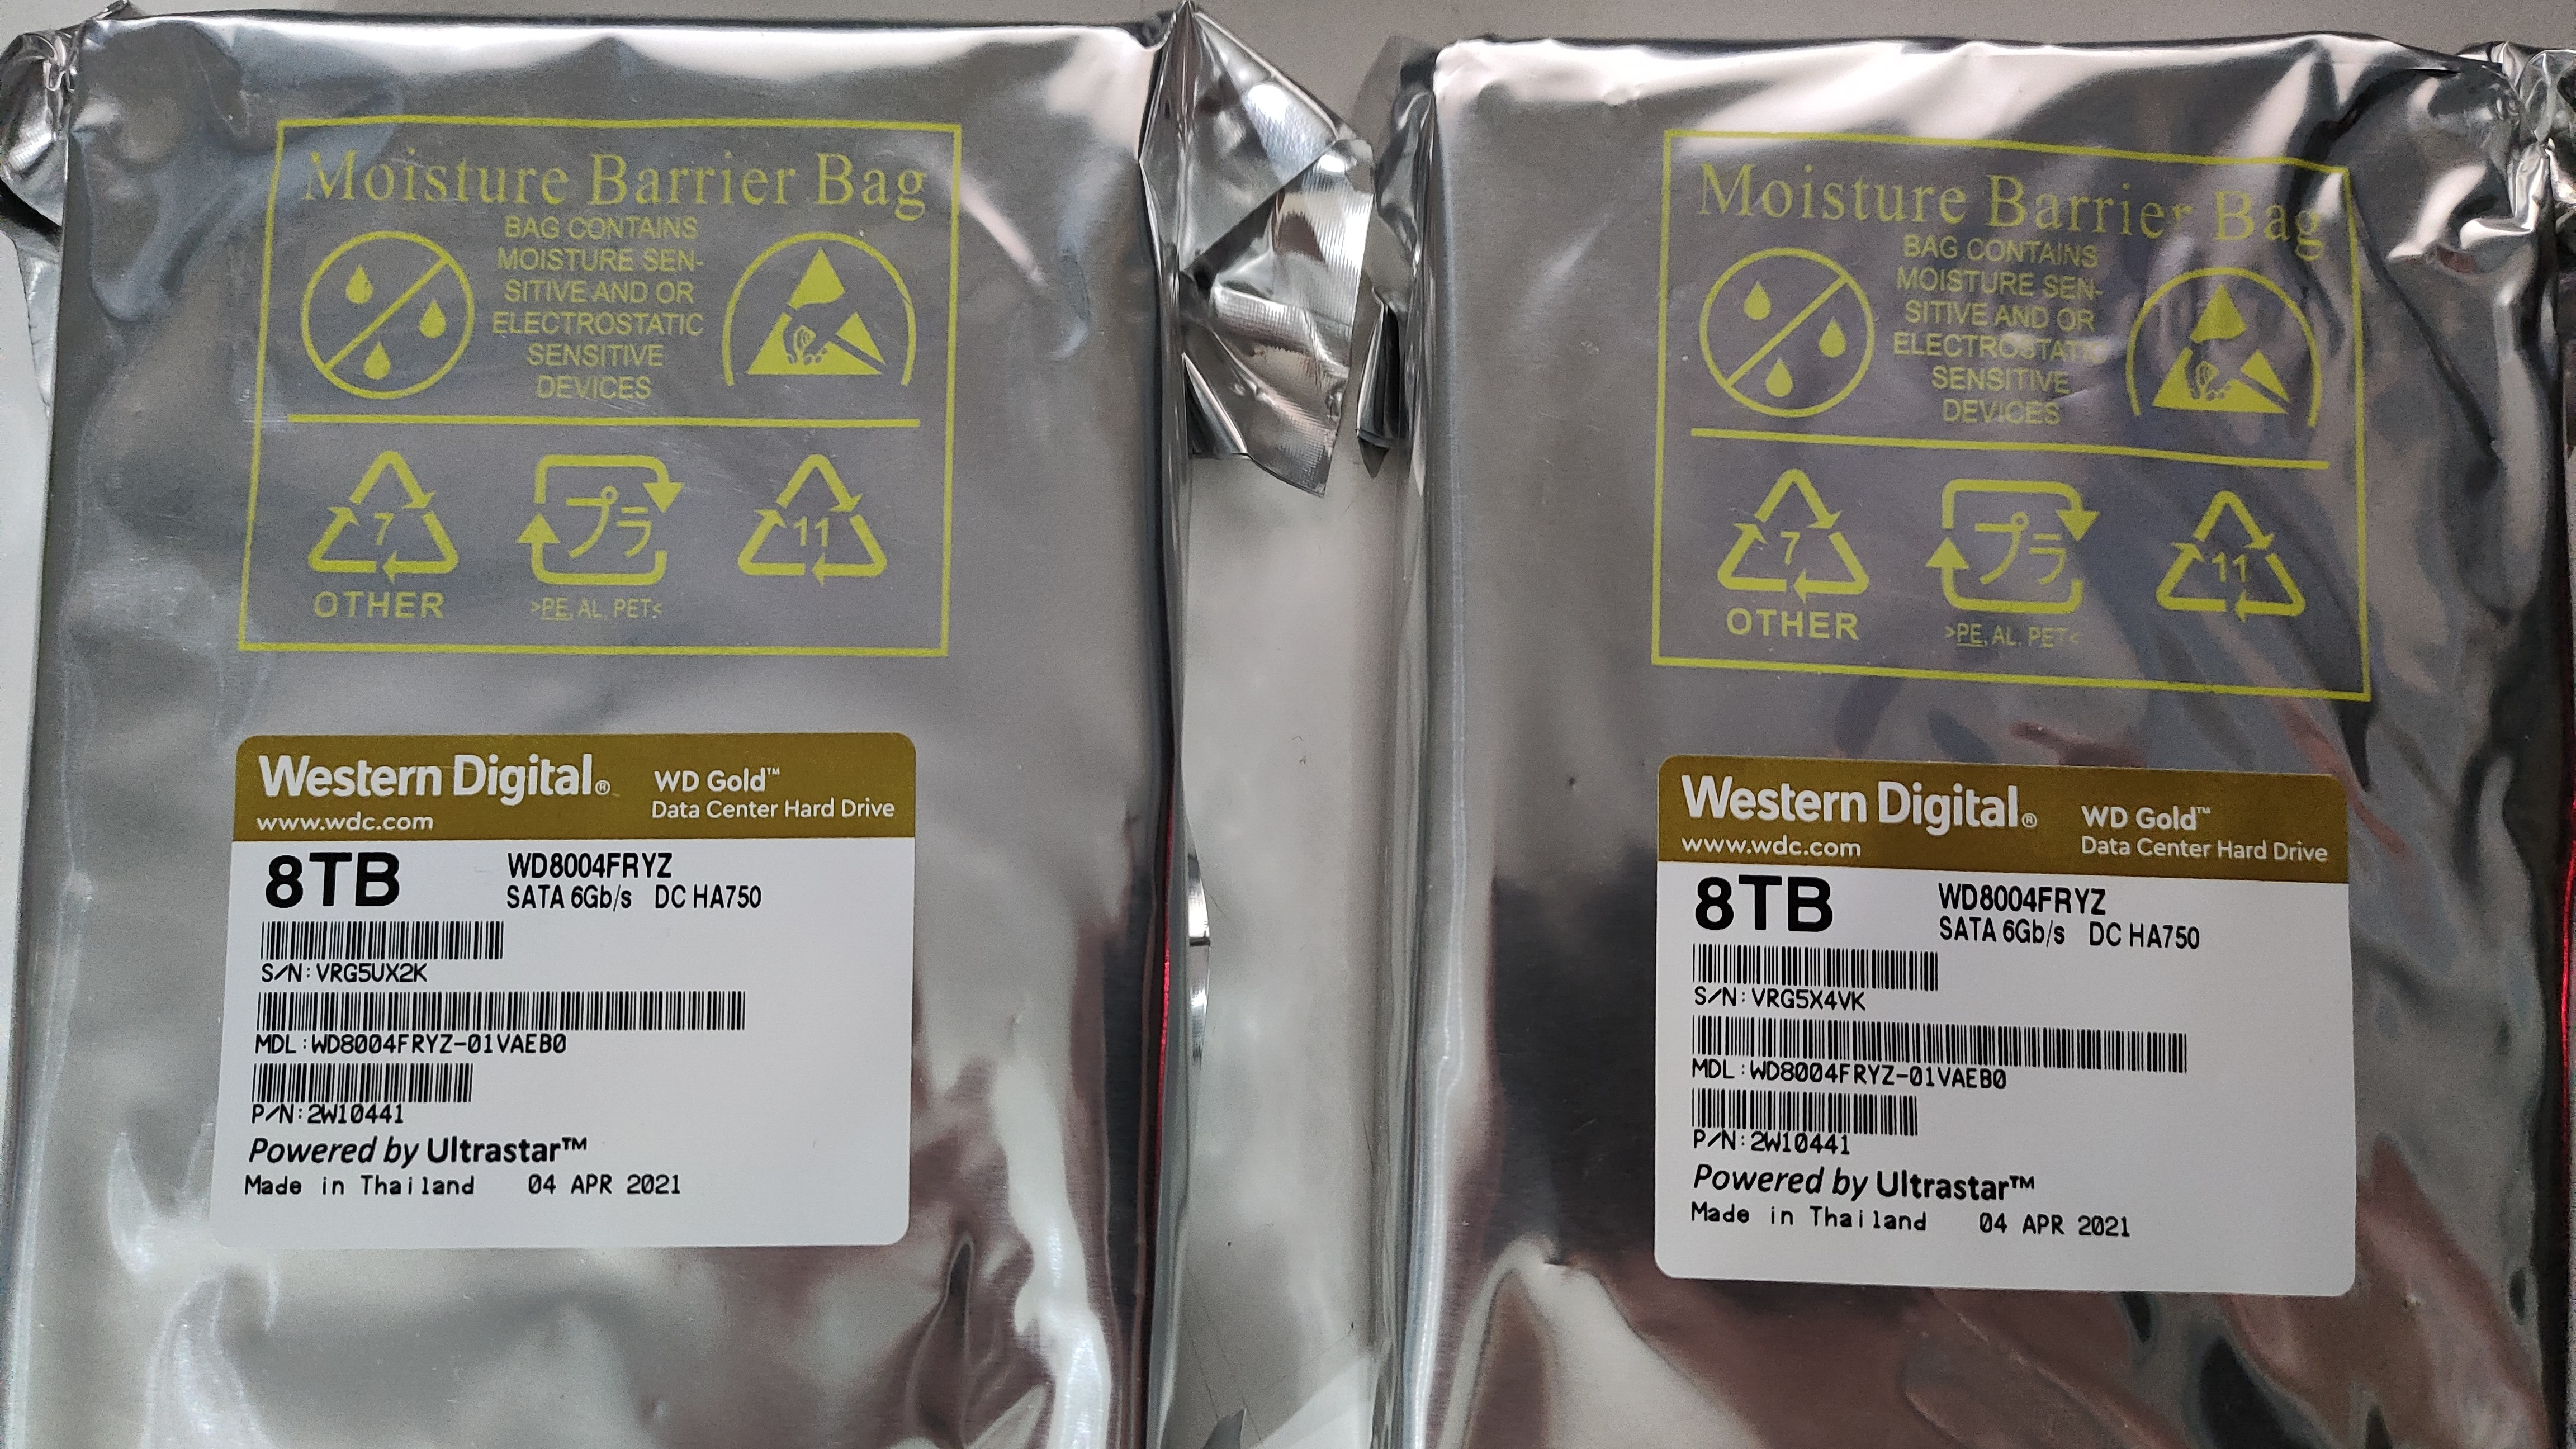 Moisture Barrier Bag
BAG CONTAINS
MOISTURE SEN-
SITIVE AND OR
ELECTROSTATIC
SENSITIVE
DEVICES
7
プラ
11
OTHER
>PE, AL, PET<
Western Digital®
WD Gold™
www.wdc.com
Data Center Hard Drive
8TB
WD8004FRYZ
SATA 6Gb/s DC HA750
S/N:VRG5UX2K
MDL:WD8004FRYZ-01VAEB0
P/N:2W10441
Powered by Ultrastar™
Made in Thailand 04 APR 2021
Moisture Barrier Bag
BAG CONTAINS
MOISTURE SEN-
SITIVE AND OR
ELECTROSTATIC
SENSITIVE
DEVICES
7
プラ
11
OTHER
>PE, AL, PET<
Western Digital®
WD Gold™
www.wdc.com
Data Center Hard Drive
8TB
WD8004FRYZ
SATA 6Gb/s DC HA750
S/N:VRG5X4VK
MDL:WD8004FRYZ-01VAEB0
P/N:2W10441
Powered by Ultrastar™
Made in Thailand 04 APR 2021